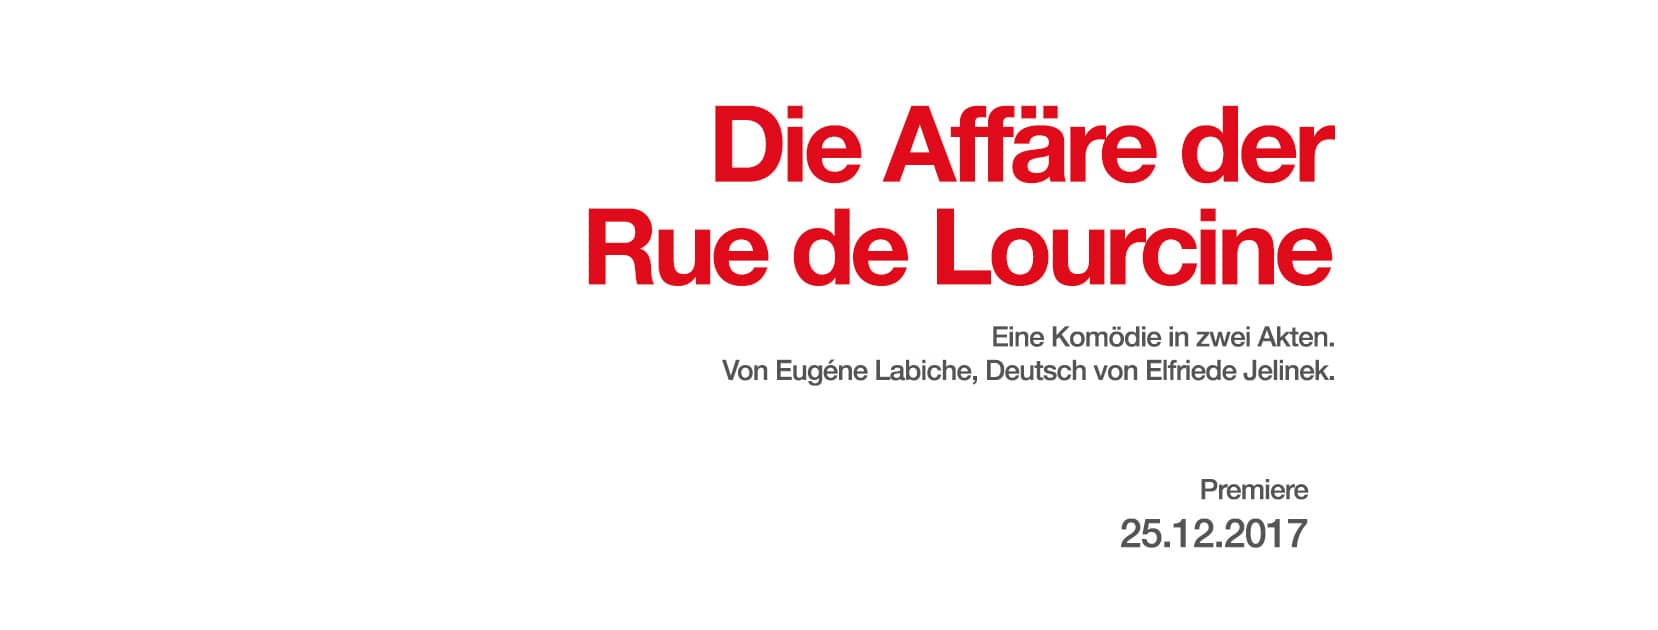 Die Affäre der
Rue de Lourcine
Eine Komödie in zwei Akten.
Von Eugéne Labiche, Deutsch von Elfriede Jelinek.
Premiere
25.12.2017